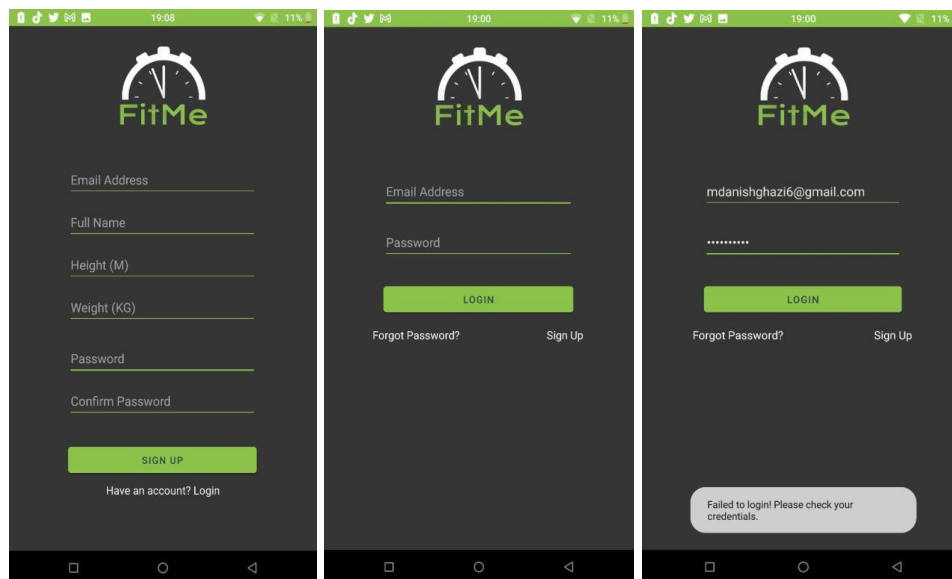 19:08
11%
FitMe
Email Address
Full Name
Height (M)
Weight (KG)
Password
Confirm Password
SIGN UP
Have an account? Login
19:00
11%
FitMe
Email Address
Password
LOGIN
Forgot Password? Sign Up
19:00
11%
FitMe
mdanishghazi6@gmail.com
••••••••••
LOGIN
Forgot Password? Sign Up
Failed to login! Please check your
credentials.